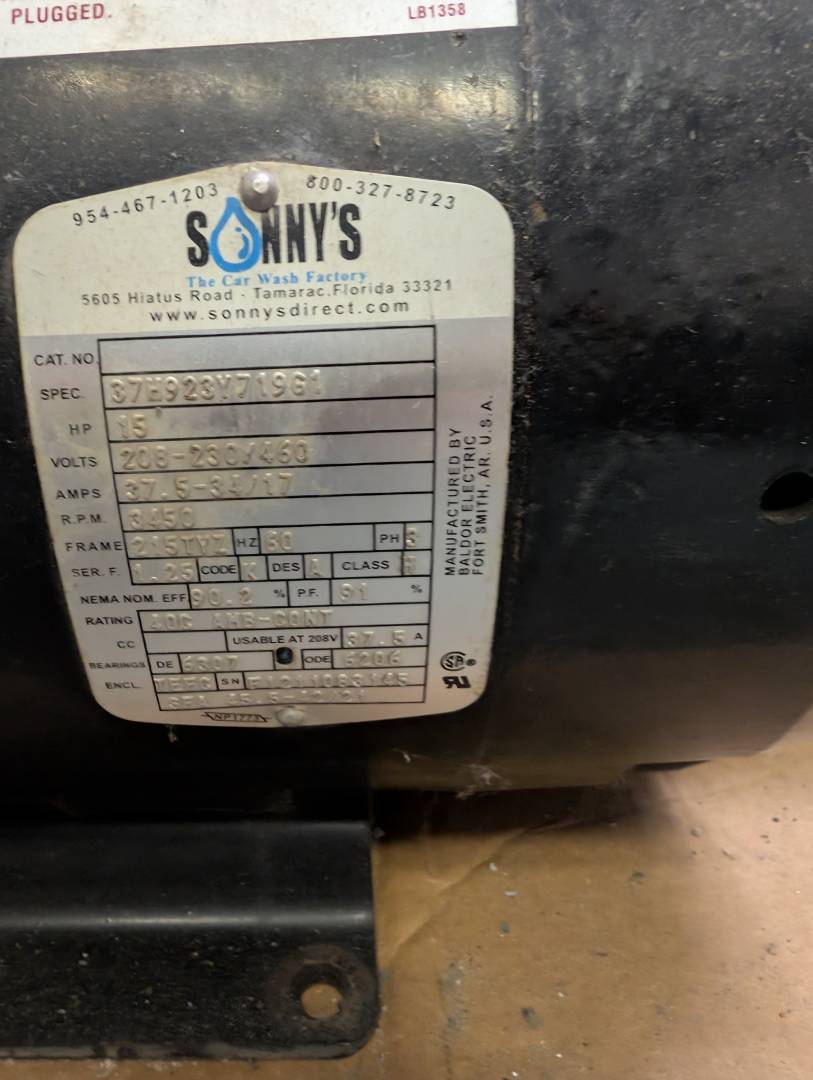 PLUGGED.
LB1358
954-467-1203 800-327-8723
SONNY'S
The Car Wash Factory
5605 Hiatus Road - Tamarac.Florida 33321
www.sonnysdirect.com
CAT. NO.
SPEC. 37H923Y719G1
HP 15
VOLTS 208-230/460
AMPS 37.5-34/17
R.P.M. 3450
FRAME 215TYZ HZ 60 PH 3
SER. F. 1.25 CODE K DES A CLASS H
NEMA NOM. EFF. 90.2 % P.F. 91 %
RATING 40C AMB-CONT
CC USABLE AT 208V 37.5 A
BEARINGS DE 6307 ODE 6206
ENCL. SN
NP1773
MANUFACTURED BY
BALDOR ELECTRIC
FORT SMITH, AR. U.S.A.